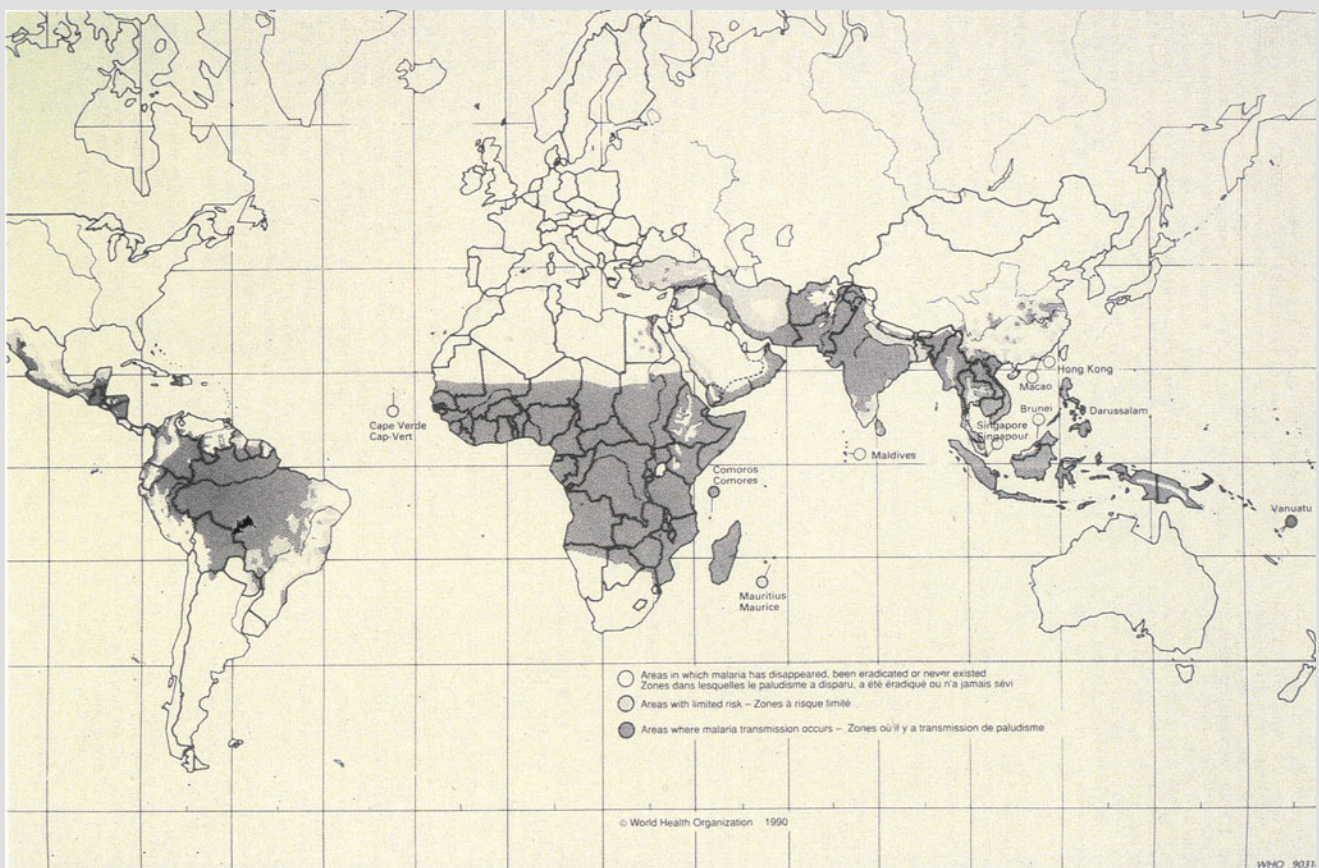 Hong Kong
Macao
Brunei
Darussalam
Singapore
Singapour
Cape Verde
Cap-Vert
Maldives
Comoros
Comores
Vanuatu
Mauritius
Maurice
Areas in which malaria has disappeared, been eradicated or never existed
Zones dans lesquelles le paludisme a disparu, a été éradiqué ou n'a jamais sévi
Areas with limited risk – Zones à risque limité
Areas where malaria transmission occurs – Zones où il y a transmission de paludisme
© World Health Organization 1990
WHO 9031